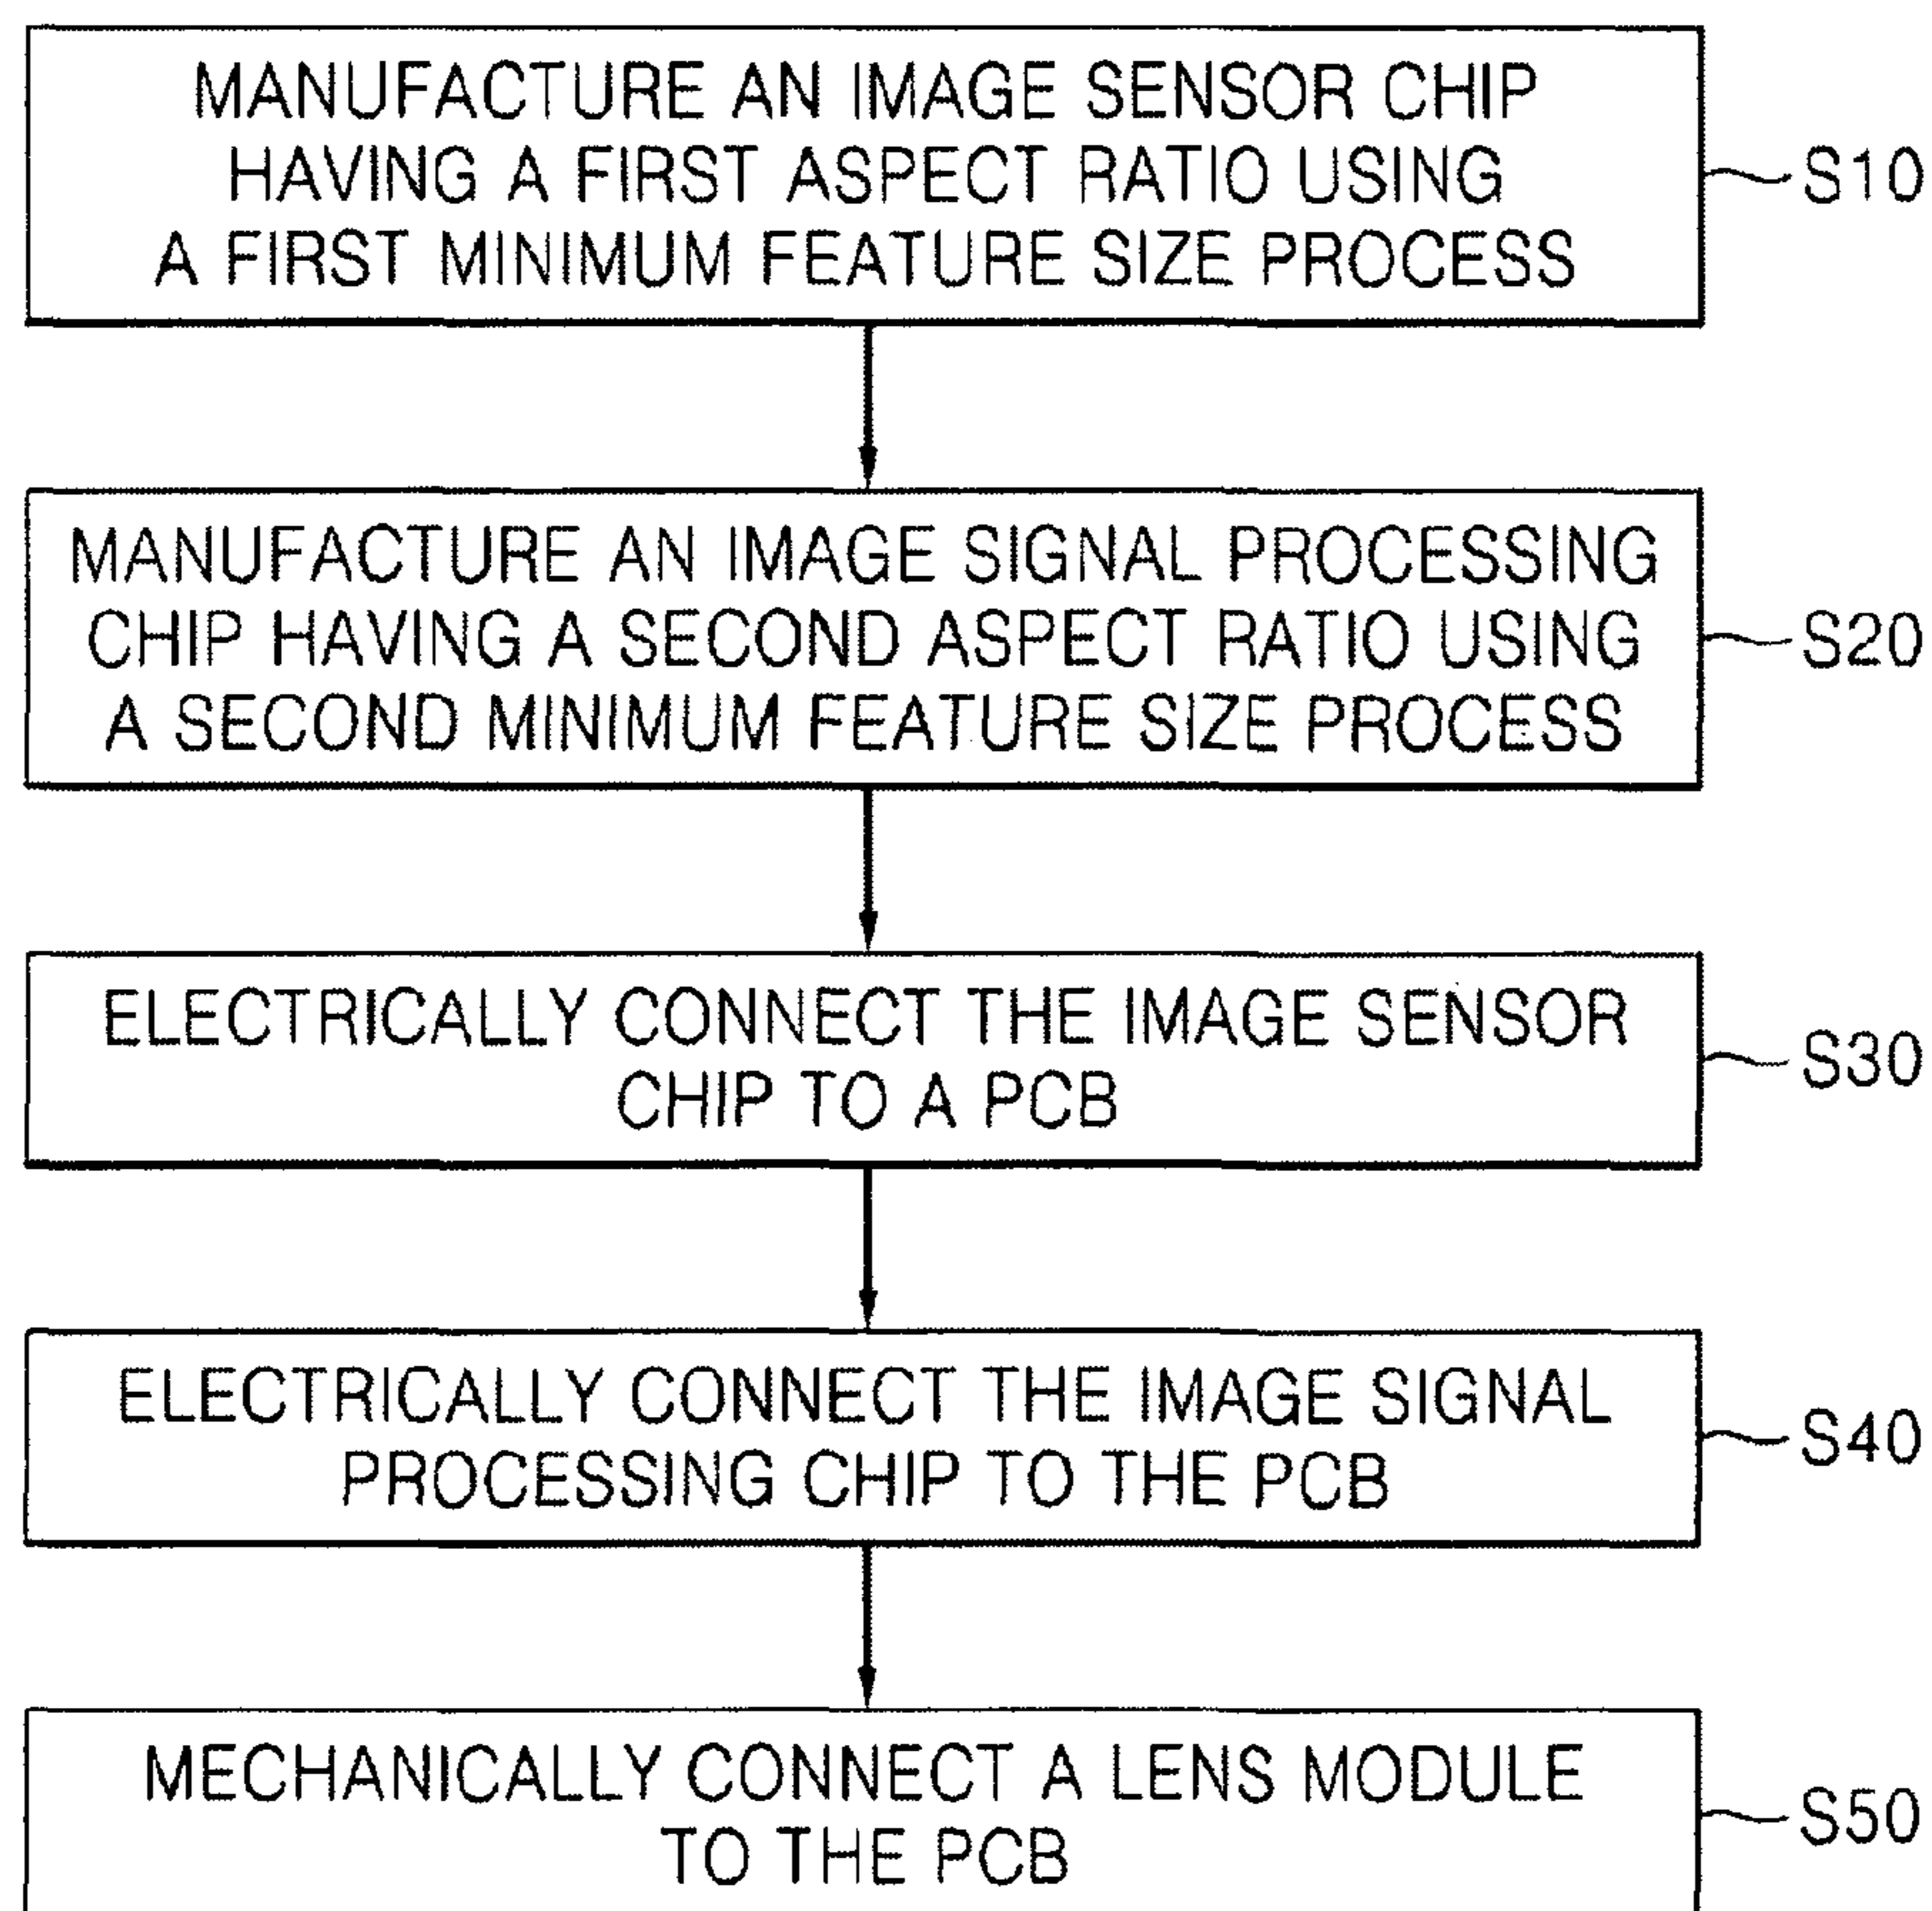 MANUFACTURE AN IMAGE SENSOR CHIP
HAVING A FIRST ASPECT RATIO USING
A FIRST MINIMUM FEATURE SIZE PROCESS
S10
MANUFACTURE AN IMAGE SIGNAL PROCESSING
CHIP HAVING A SECOND ASPECT RATIO USING
A SECOND MINIMUM FEATURE SIZE PROCESS
S20
ELECTRICALLY CONNECT THE IMAGE SENSOR
CHIP TO A PCB
S30
ELECTRICALLY CONNECT THE IMAGE SIGNAL
PROCESSING CHIP TO THE PCB
S40
MECHANICALLY CONNECT A LENS MODULE
TO THE PCB
S50